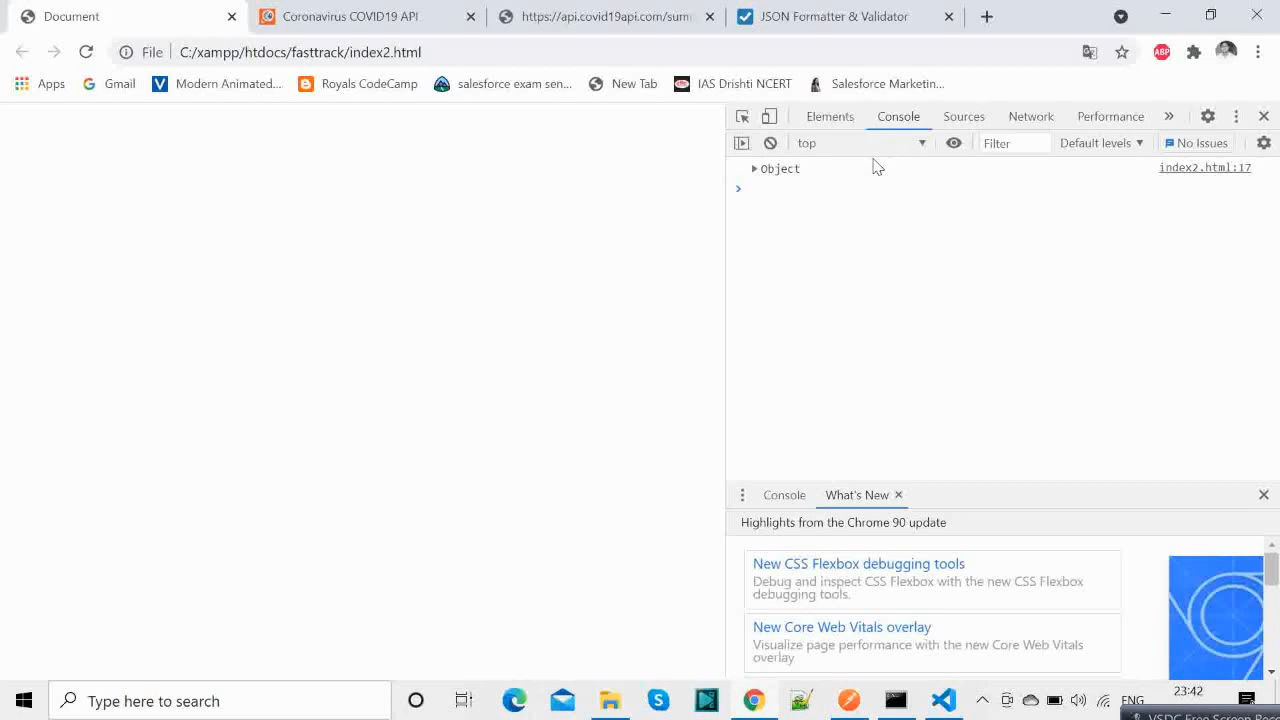 Document
Coronavirus COVID19 API
https://api.covid19api.com/sum
JSON Formatter & Validator
File
C:/xampp/htdocs/fasttrack/index2.html
ABP
Apps
Gmail
Modern Animated...
Royals CodeCamp
salesforce exam sen...
New Tab
IAS Drishti NCERT
Salesforce Marketin...
Elements
Console
Sources
Network
Performance
top
Filter
Default levels
No Issues
Object
index2.html:17
Console
What's New
Highlights from the Chrome 90 update
New CSS Flexbox debugging tools
Debug and inspect CSS Flexbox with the new CSS Flexbox
debugging tools.
New Core Web Vitals overlay
Visualize page performance with the new Core Web Vitals
overlay
Type here to search
ENG
23:42
VSDC Free Screen Rec